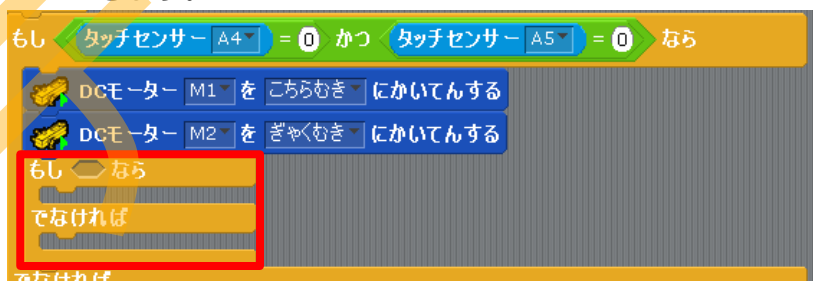 もし タッチセンサー A4 = 0 かつ タッチセンサー A5 = 0 なら
DCモーター M1 を こちらむき にかいてんする
DCモーター M2 を ぎゃくむき にかいてんする
もし なら
でなければ
でなければ